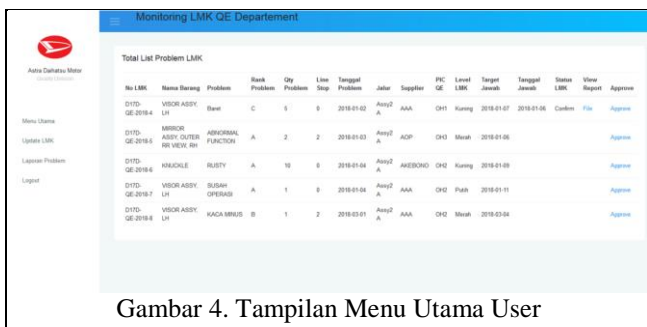 Monitoring LMK QE Departement
Astra Daihatsu Motor
Menu Utama
Update LMK
Laporan Problem
Logout
Total List Problem LMK
No LMK Nama Barang Problem Rank Problem Qty Problem Line Stop Tanggal Problem Jalur Supplier PIC QE Level LMK Target Jawab Tanggal Jawab Status LMK View Report Approve
D17D-QE-2018-4 VISOR ASSY, LH Baret C 5 0 2018-01-02 Assy2 A AAA OH1 Kuning 2018-01-07 2018-01-06 Confirm File Approve
D17D-QE-2018-5 MIRROR ASSY, OUTER RR VIEW, RH ABNORMAL FUNCTION A 2 2 2018-01-03 Assy2 A AOP OH3 Merah 2018-01-06 Approve
D17D-QE-2018-6 KNUCKLE RUSTY A 10 0 2018-01-04 Assy2 A AKEBONO OH2 Kuning 2018-01-09 Approve
D17D-QE-2018-7 VISOR ASSY, LH SUSAH OPERASI A 1 0 2018-01-04 Assy2 A AAA OH2 Putih 2018-01-11 Approve
D17D-QE-2018-8 VISOR ASSY, LH KACA MINUS B 1 2 2018-03-01 Assy2 A AAA OH2 Merah 2018-03-04 Approve
Gambar 4. Tampilan Menu Utama User